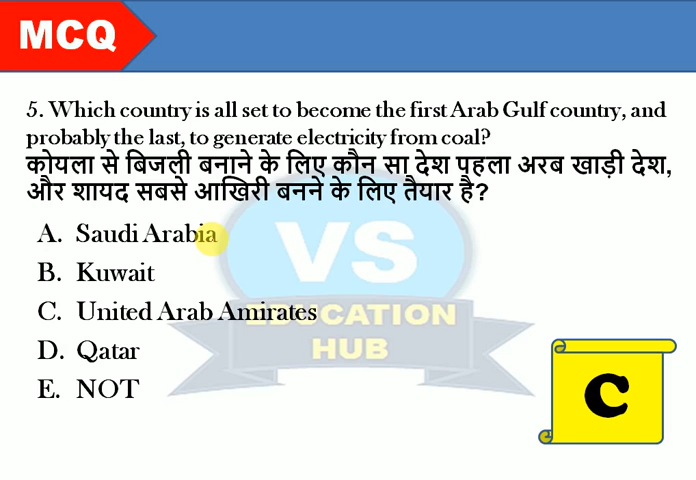 MCQ
5. Which country is all set to become the first Arab Gulf country, and
probably the last, to generate electricity from coal?
कोयला से बिजली बनाने के लिए कौन सा देश पहला अरब खाड़ी देश,
और शायद सबसे आखिरी बनने के लिए तैयार है?
A. Saudi Arabia
B. Kuwait
C. United Arab Amirates
D. Qatar
E. NOT
VS
EDUCATION
HUB
C